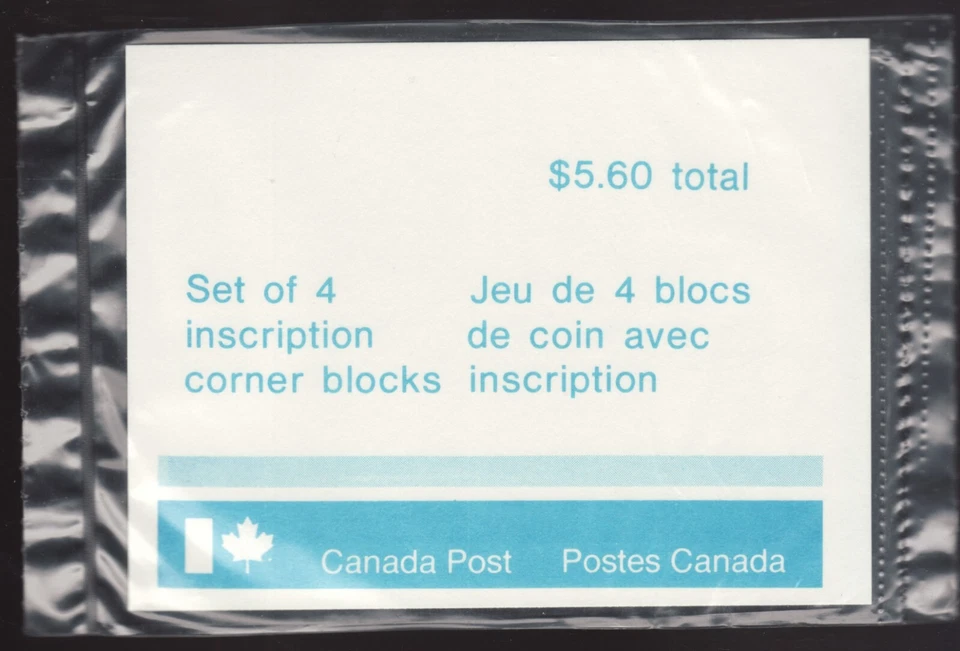 $5.60 total
Set of 4
inscription
corner blocks
Jeu de 4 blocs
de coin avec
inscription
Canada Post
Postes Canada